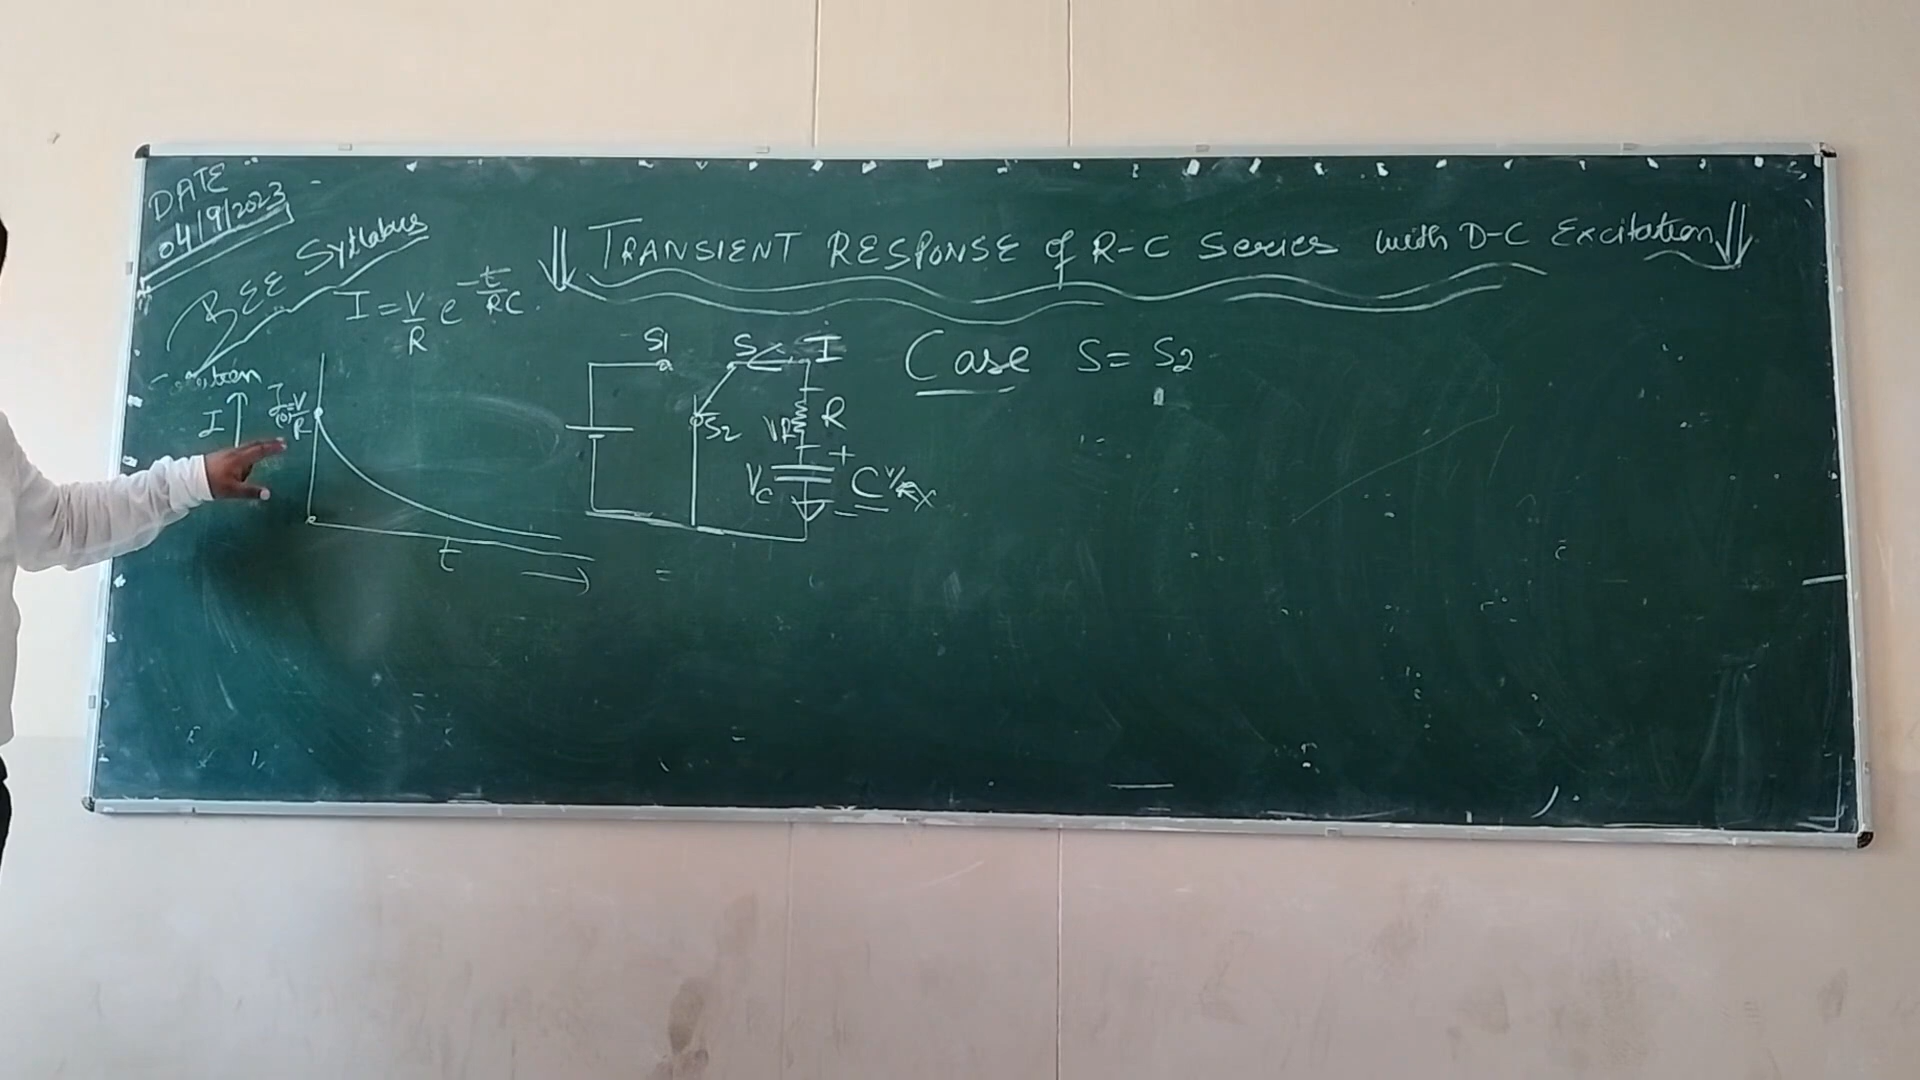 DATE
04/9/2023
BEE Syllabus
TRANSIENT RESPONSE of R-C Series with D-C Excitation
I = V/R e^-t/RC
Case S = S2
S1 S I
I
I(0)=V/R
S2 VR R
+
VC C
-
t